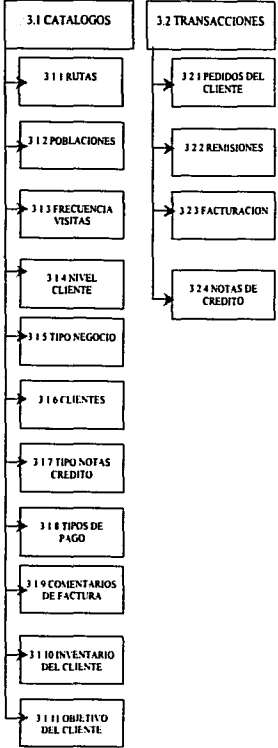 3.1 CATALOGOS
3 1 1 RUTAS
3 1 2 POBLACIONES
3 1 3 FRECUENCIA
VISITAS
3 1 4 NIVEL
CLIENTE
3 1 5 TIPO NEGOCIO
3 1 6 CLIENTES
3 1 7 TIPO NOTAS
CREDITO
3 1 8 TIPOS DE
PAGO
3 1 9 COMENTARIOS
DE FACTURA
3 1 10 INVENTARIO
DEL CLIENTE
3 1 11 OBJETIVO
DEL CLIENTE
3.2 TRANSACCIONES
3 2 1 PEDIDOS DEL
CLIENTE
3 2 2 REMISIONES
3 2 3 FACTURACION
3 2 4 NOTAS DE
CREDITO